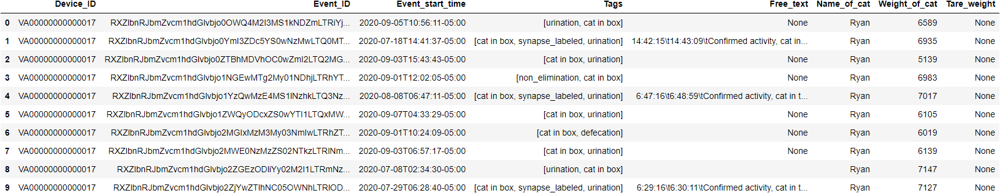 Device_ID Event_ID Event_start_time Tags Free_text Name_of_cat Weight_of_cat Tare_weight
0 VA00000000000017 RXZlbnRJbmZvcm1hdGlvbjo0OWQ4M2I3MS1kNDZmLTRiYj... 2020-09-05T10:56:11-05:00 [urination, cat in box] None Ryan 6589 None
1 VA00000000000017 RXZlbnRJbmZvcm1hdGlvbjo0YmI3ZDc5YS0wNzMwLTQ0MT... 2020-07-18T14:41:37-05:00 [cat in box, synapse_labeled, urination] 14:42:15\t14:43:09\tConfirmed activity, cat in... Ryan 6935 None
2 VA00000000000017 RXZlbnRJbmZvcm1hdGlvbjo0ZTBhMDVhOC0wZmI2LTQ2MG... 2020-09-03T15:43:43-05:00 [cat in box, urination] None Ryan 5139 None
3 VA00000000000017 RXZlbnRJbmZvcm1hdGlvbjo1NGEwMTg2My01NDhjLTRhYT... 2020-09-01T12:02:05-05:00 [non_elimination, cat in box] None Ryan 6983 None
4 VA00000000000017 RXZlbnRJbmZvcm1hdGlvbjo1YzQwMzE4MS1lNzhkLTQ3Nz... 2020-08-08T06:47:11-05:00 [cat in box, synapse_labeled, urination] 6:47:16\t6:48:59\tConfirmed activity, cat in t... Ryan 7017 None
5 VA00000000000017 RXZlbnRJbmZvcm1hdGlvbjo1ZWQyODcxZS0wYTI1LTQxMW... 2020-09-07T04:33:29-05:00 [cat in box, urination] None Ryan 6105 None
6 VA00000000000017 RXZlbnRJbmZvcm1hdGlvbjo2MGIxMzM3My03NmIwLTRhZT... 2020-09-01T10:24:09-05:00 [cat in box, defecation] None Ryan 6019 None
7 VA00000000000017 RXZlbnRJbmZvcm1hdGlvbjo2MWE0NzMzZS02NTkzLTRlNm... 2020-09-03T06:57:17-05:00 [cat in box, urination] None Ryan 6139 None
8 VA00000000000017 RXZlbnRJbmZvcm1hdGlvbjo2ZGEzODliYy02M2I1LTRmNz... 2020-07-08T02:34:30-05:00 [urination, cat in box] Ryan 7147 None
9 VA00000000000017 RXZlbnRJbmZvcm1hdGlvbjo2ZjYwZTlhNC05OWNhLTRlOD... 2020-07-29T06:28:40-05:00 [cat in box, synapse_labeled, urination] 6:29:16\t6:30:11\tConfirmed activity, cat in t... Ryan 7127 None